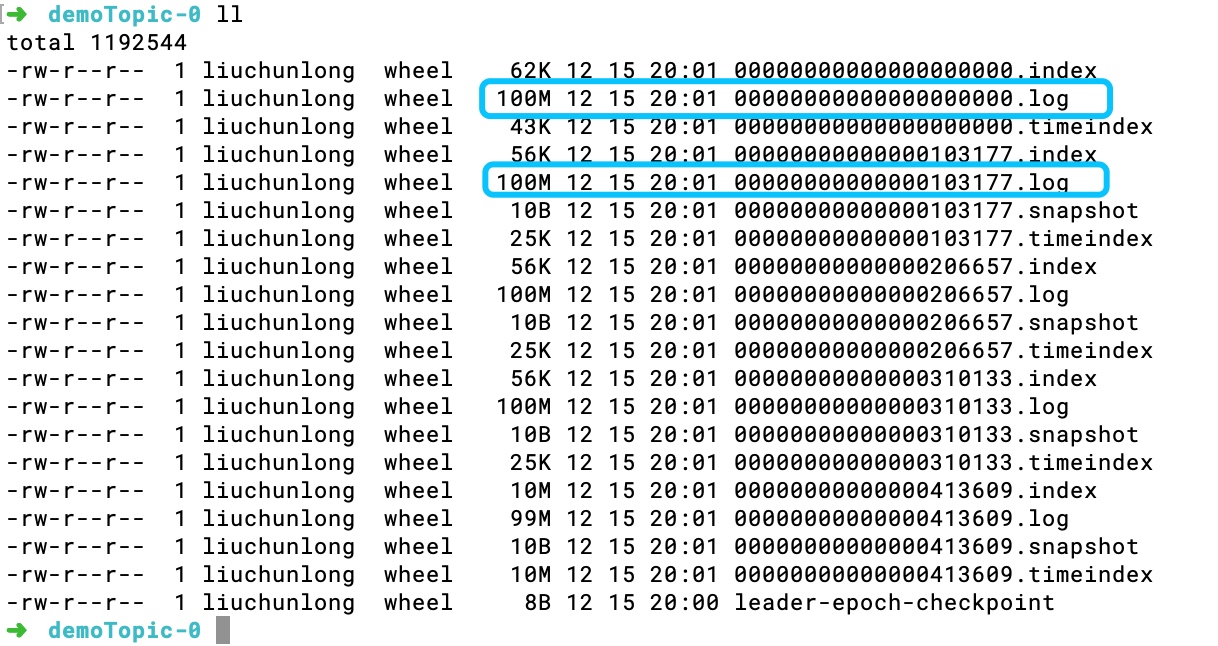 [➜ demoTopic-0 ll
total 1192544
-rw-r--r-- 1 liuchunlong wheel 62K 12 15 20:01 00000000000000000000.index
-rw-r--r-- 1 liuchunlong wheel 100M 12 15 20:01 00000000000000000000.log
-rw-r--r-- 1 liuchunlong wheel 43K 12 15 20:01 00000000000000000000.timeindex
-rw-r--r-- 1 liuchunlong wheel 56K 12 15 20:01 00000000000000103177.index
-rw-r--r-- 1 liuchunlong wheel 100M 12 15 20:01 00000000000000103177.log
-rw-r--r-- 1 liuchunlong wheel 10B 12 15 20:01 00000000000000103177.snapshot
-rw-r--r-- 1 liuchunlong wheel 25K 12 15 20:01 00000000000000103177.timeindex
-rw-r--r-- 1 liuchunlong wheel 56K 12 15 20:01 00000000000000206657.index
-rw-r--r-- 1 liuchunlong wheel 100M 12 15 20:01 00000000000000206657.log
-rw-r--r-- 1 liuchunlong wheel 10B 12 15 20:01 00000000000000206657.snapshot
-rw-r--r-- 1 liuchunlong wheel 25K 12 15 20:01 00000000000000206657.timeindex
-rw-r--r-- 1 liuchunlong wheel 56K 12 15 20:01 00000000000000310133.index
-rw-r--r-- 1 liuchunlong wheel 100M 12 15 20:01 00000000000000310133.log
-rw-r--r-- 1 liuchunlong wheel 10B 12 15 20:01 00000000000000310133.snapshot
-rw-r--r-- 1 liuchunlong wheel 25K 12 15 20:01 00000000000000310133.timeindex
-rw-r--r-- 1 liuchunlong wheel 10M 12 15 20:01 00000000000000413609.index
-rw-r--r-- 1 liuchunlong wheel 99M 12 15 20:01 00000000000000413609.log
-rw-r--r-- 1 liuchunlong wheel 10B 12 15 20:01 00000000000000413609.snapshot
-rw-r--r-- 1 liuchunlong wheel 10M 12 15 20:01 00000000000000413609.timeindex
-rw-r--r-- 1 liuchunlong wheel 8B 12 15 20:00 leader-epoch-checkpoint
➜ demoTopic-0